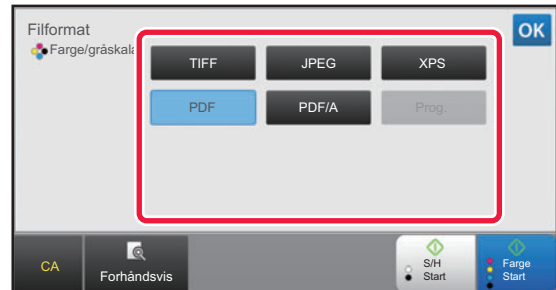 Filformat
OK
Farge/gråskala
TIFF
JPEG
XPS
PDF
PDF/A
Prog.
CA
Forhåndsvis
S/H
Start
Farge
Start